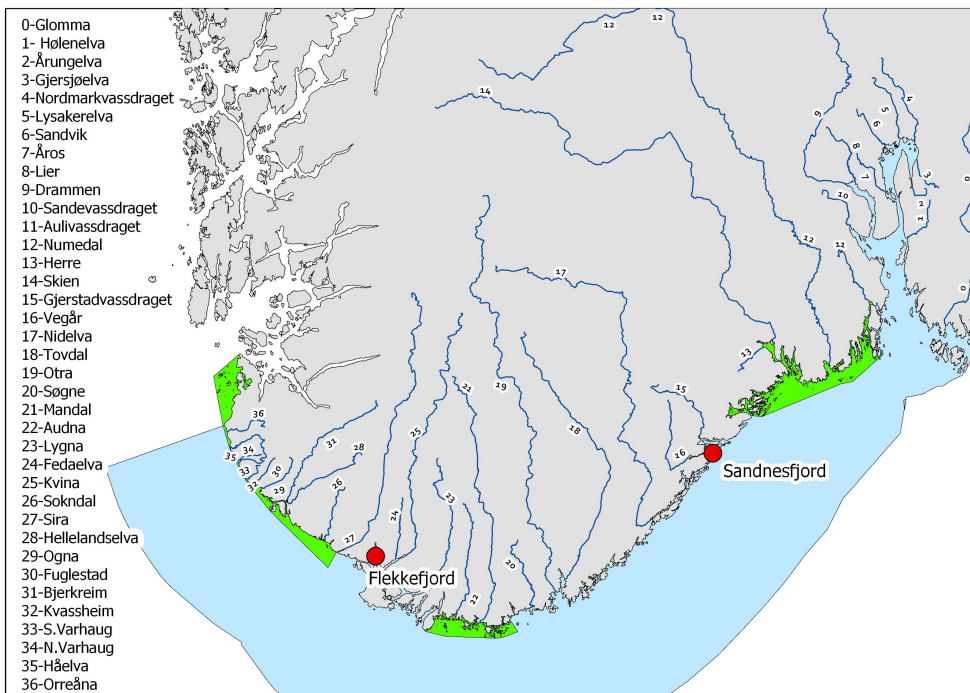 0-Glomma
1- Hølenelva
2-Årungelva
3-Gjersjøelva
4-Nordmarkvassdraget
5-Lysakerelva
6-Sandvik
7-Åros
8-Lier
9-Drammen
10-Sandevassdraget
11-Aulivassdraget
12-Numedal
13-Herre
14-Skien
15-Gjerstadvassdraget
16-Vegår
17-Nidelva
18-Tovdal
19-Otra
20-Søgne
21-Mandal
22-Audna
23-Lygna
24-Fedaelva
25-Kvina
26-Sokndal
27-Sira
28-Hellelandselva
29-Ogna
30-Fuglestad
31-Bjerkreim
32-Kvassheim
33-S.Varhaug
34-N.Varhaug
35-Håelva
36-Orreåna
12
12
14
9
4
5
6
8
7
3
0
10
2
1
12
11
17
0
13
19
21
15
36
31
25
18
34
28
35
16
33
30
Sandnesfjord
32
29
26
23
24
27
Flekkefjord
20
22